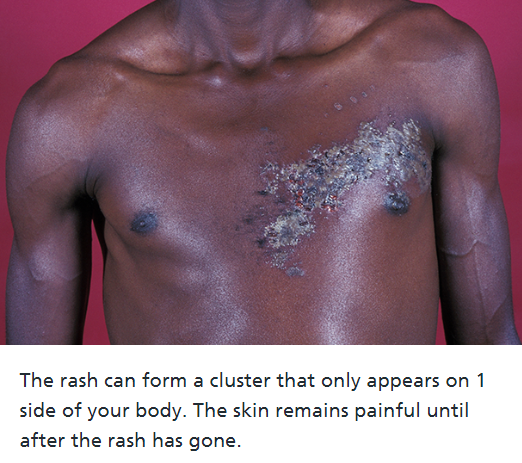 The rash can form a cluster that only appears on 1
side of your body. The skin remains painful until
after the rash has gone.